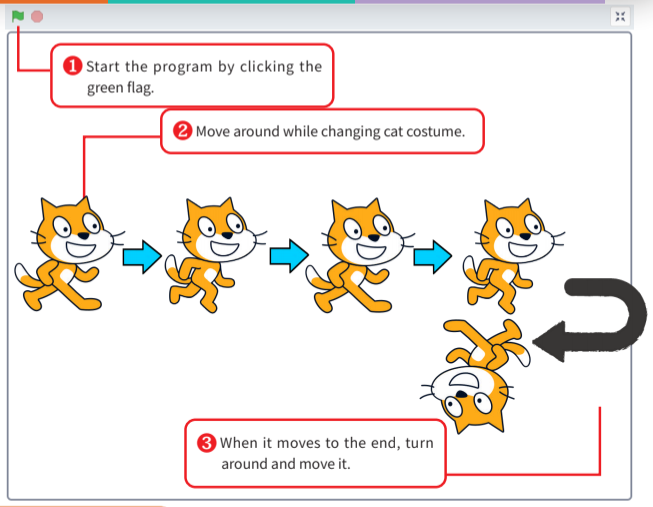 1 Start the program by clicking the
green flag.
2 Move around while changing cat costume.
3 When it moves to the end, turn
around and move it.